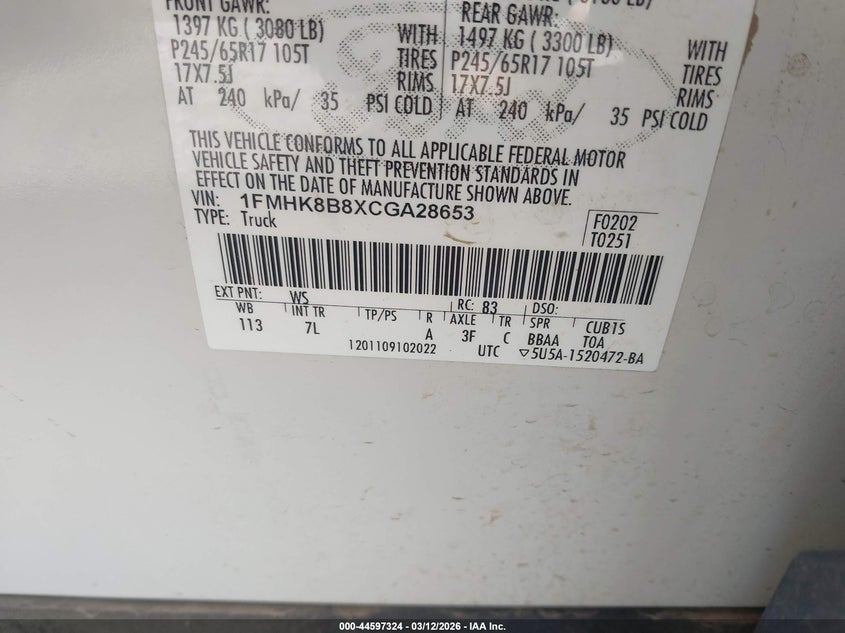 FRONT GAWR:
1397 KG ( 3080 LB) WITH
P245/65R17 105T TIRES
17X7.5J RIMS
AT 240 kPa/ 35 PSI COLD
REAR GAWR:
1497 KG ( 3300 LB) WITH
P245/65R17 105T TIRES
17X7.5J RIMS
AT 240 kPa/ 35 PSI COLD
THIS VEHICLE CONFORMS TO ALL APPLICABLE FEDERAL MOTOR
VEHICLE SAFETY AND THEFT PREVENTION STANDARDS IN
EFFECT ON THE DATE OF MANUFACTURE SHOWN ABOVE.
VIN: 1FMHK8B8XCGA28653
TYPE: Truck
F0202
T0251
EXT PNT: WS RC: 83 DSO:
WB INT TR TP/PS R AXLE TR SPR CUB1S
113 7L A 3F C BBAA TOA
1201109102022 UTC ▽5U5A-1520472-BA
000-44597324 | 03/12/2026 | IAA Inc.